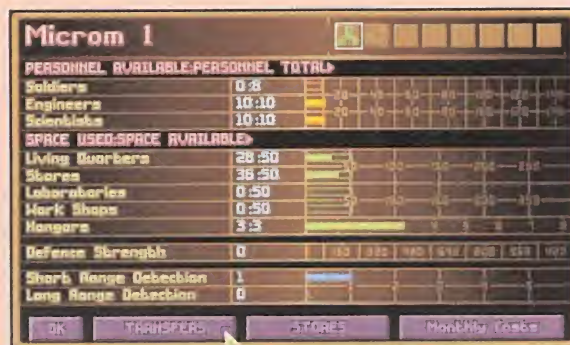 Microm 1
PERSONNEL AVAILABLE:PERSONNEL TOTAL>
Soldiers 0:8
Engineers 10:10
Scientists 10:10
SPACE USED:SPACE AVAILABLE>
Living Quarters 28:50
Stores 36:50
Laboratories 0:50
Work Shops 0:50
Hangars 3:3
Defence Strength 0
Short Range Detection 1
Long Range Detection 0
OK TRANSFERS STORES Monthly Costs